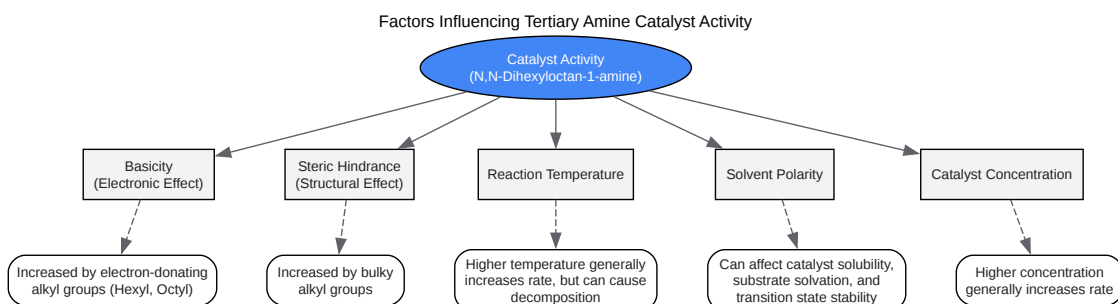 Factors Influencing Tertiary Amine Catalyst Activity
Catalyst Activity
(N,N-Dihexyloctan-1-amine)
Basicity
(Electronic Effect)
Steric Hindrance
(Structural Effect)
Reaction Temperature
Solvent Polarity
Catalyst Concentration
Increased by electron-donating
alkyl groups (Hexyl, Octyl)
Increased by bulky
alkyl groups
Higher temperature generally
increases rate, but can cause
decomposition
Can affect catalyst solubility,
substrate solvation, and
transition state stability
Higher concentration
generally increases rate